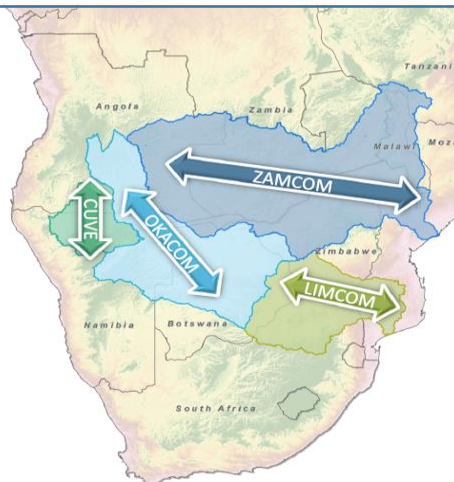 Tanzani
Angola
Zambia
Malawi
Moz
ZAMCOM
CUVE
OKACOM
Zimbabwe
LIMCOM
Namibia
Botswana
South Africa